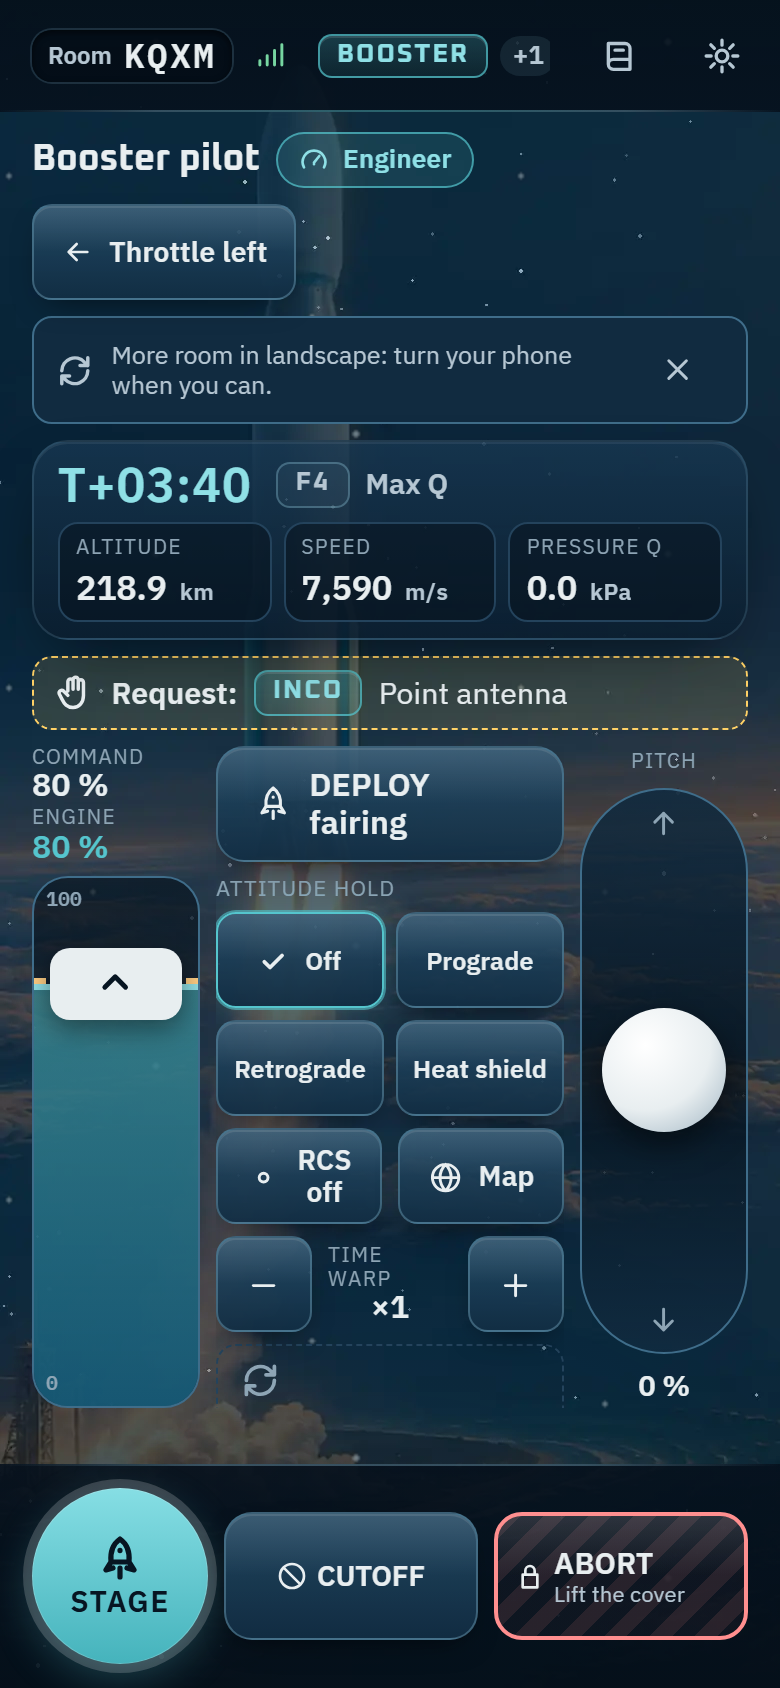 Room KQXM BOOSTER +1
Booster pilot Engineer
Throttle left
More room in landscape: turn your phone
when you can.
T+03:40 F4 Max Q
ALTITUDE SPEED PRESSURE Q
218.9 km 7,590 m/s 0.0 kPa
Request: INCO Point antenna
COMMAND
80 %
ENGINE
80 %
100
0
DEPLOY
fairing
ATTITUDE HOLD
Off Prograde
Retrograde Heat shield
RCS
off
Map
TIME
WARP
×1
PITCH
0 %
STAGE
CUTOFF
ABORT
Lift the cover